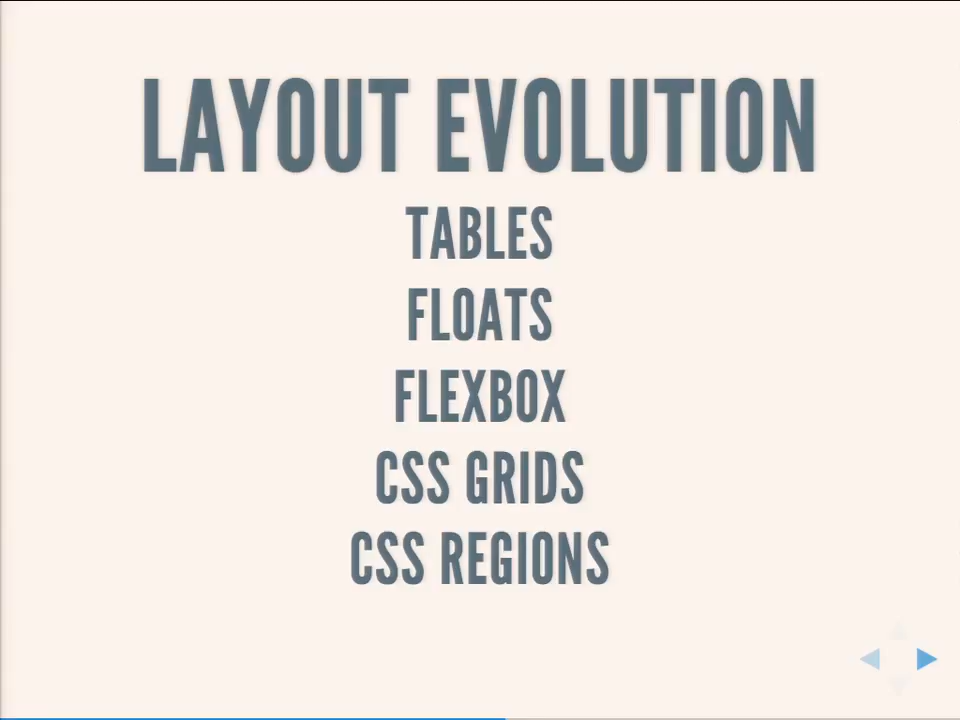 LAYOUT EVOLUTION
TABLES
FLOATS
FLEXBOX
CSS GRIDS
CSS REGIONS